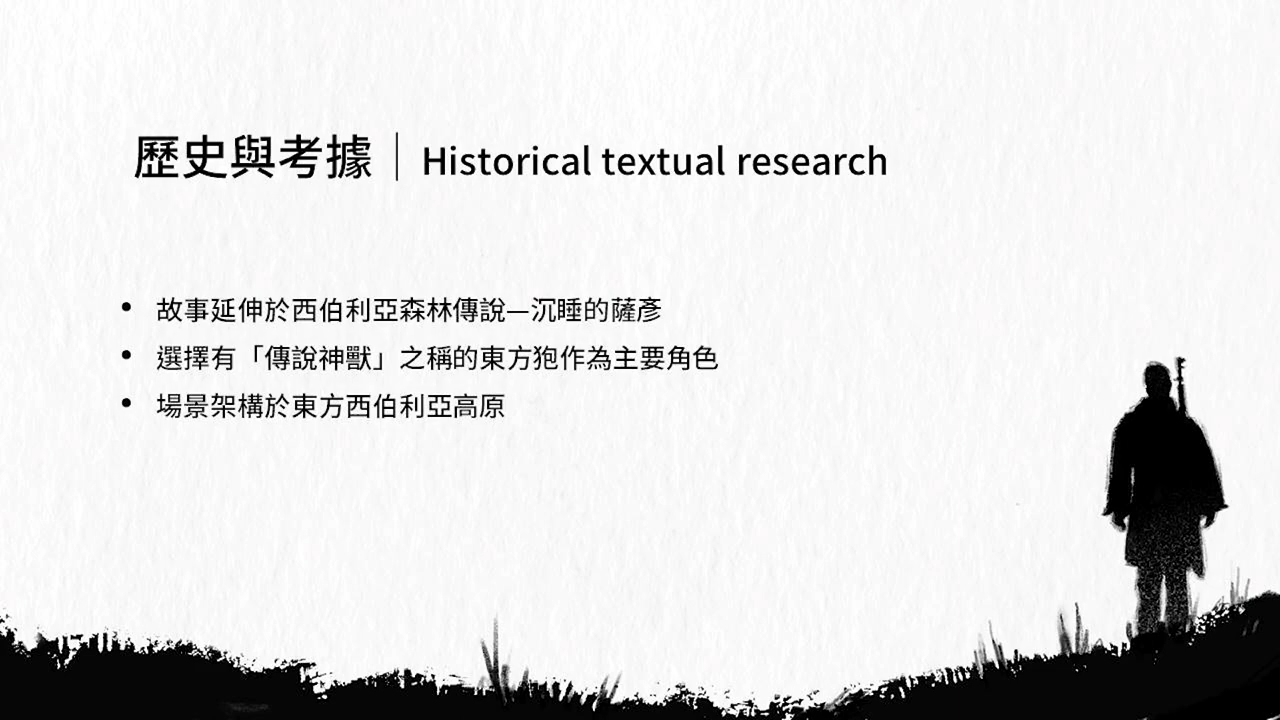 歷史與考據｜Historical textual research
• 故事延伸於西伯利亞森林傳說—沉睡的薩彥
• 選擇有「傳說神獸」之稱的東方狍作為主要角色
• 場景架構於東方西伯利亞高原